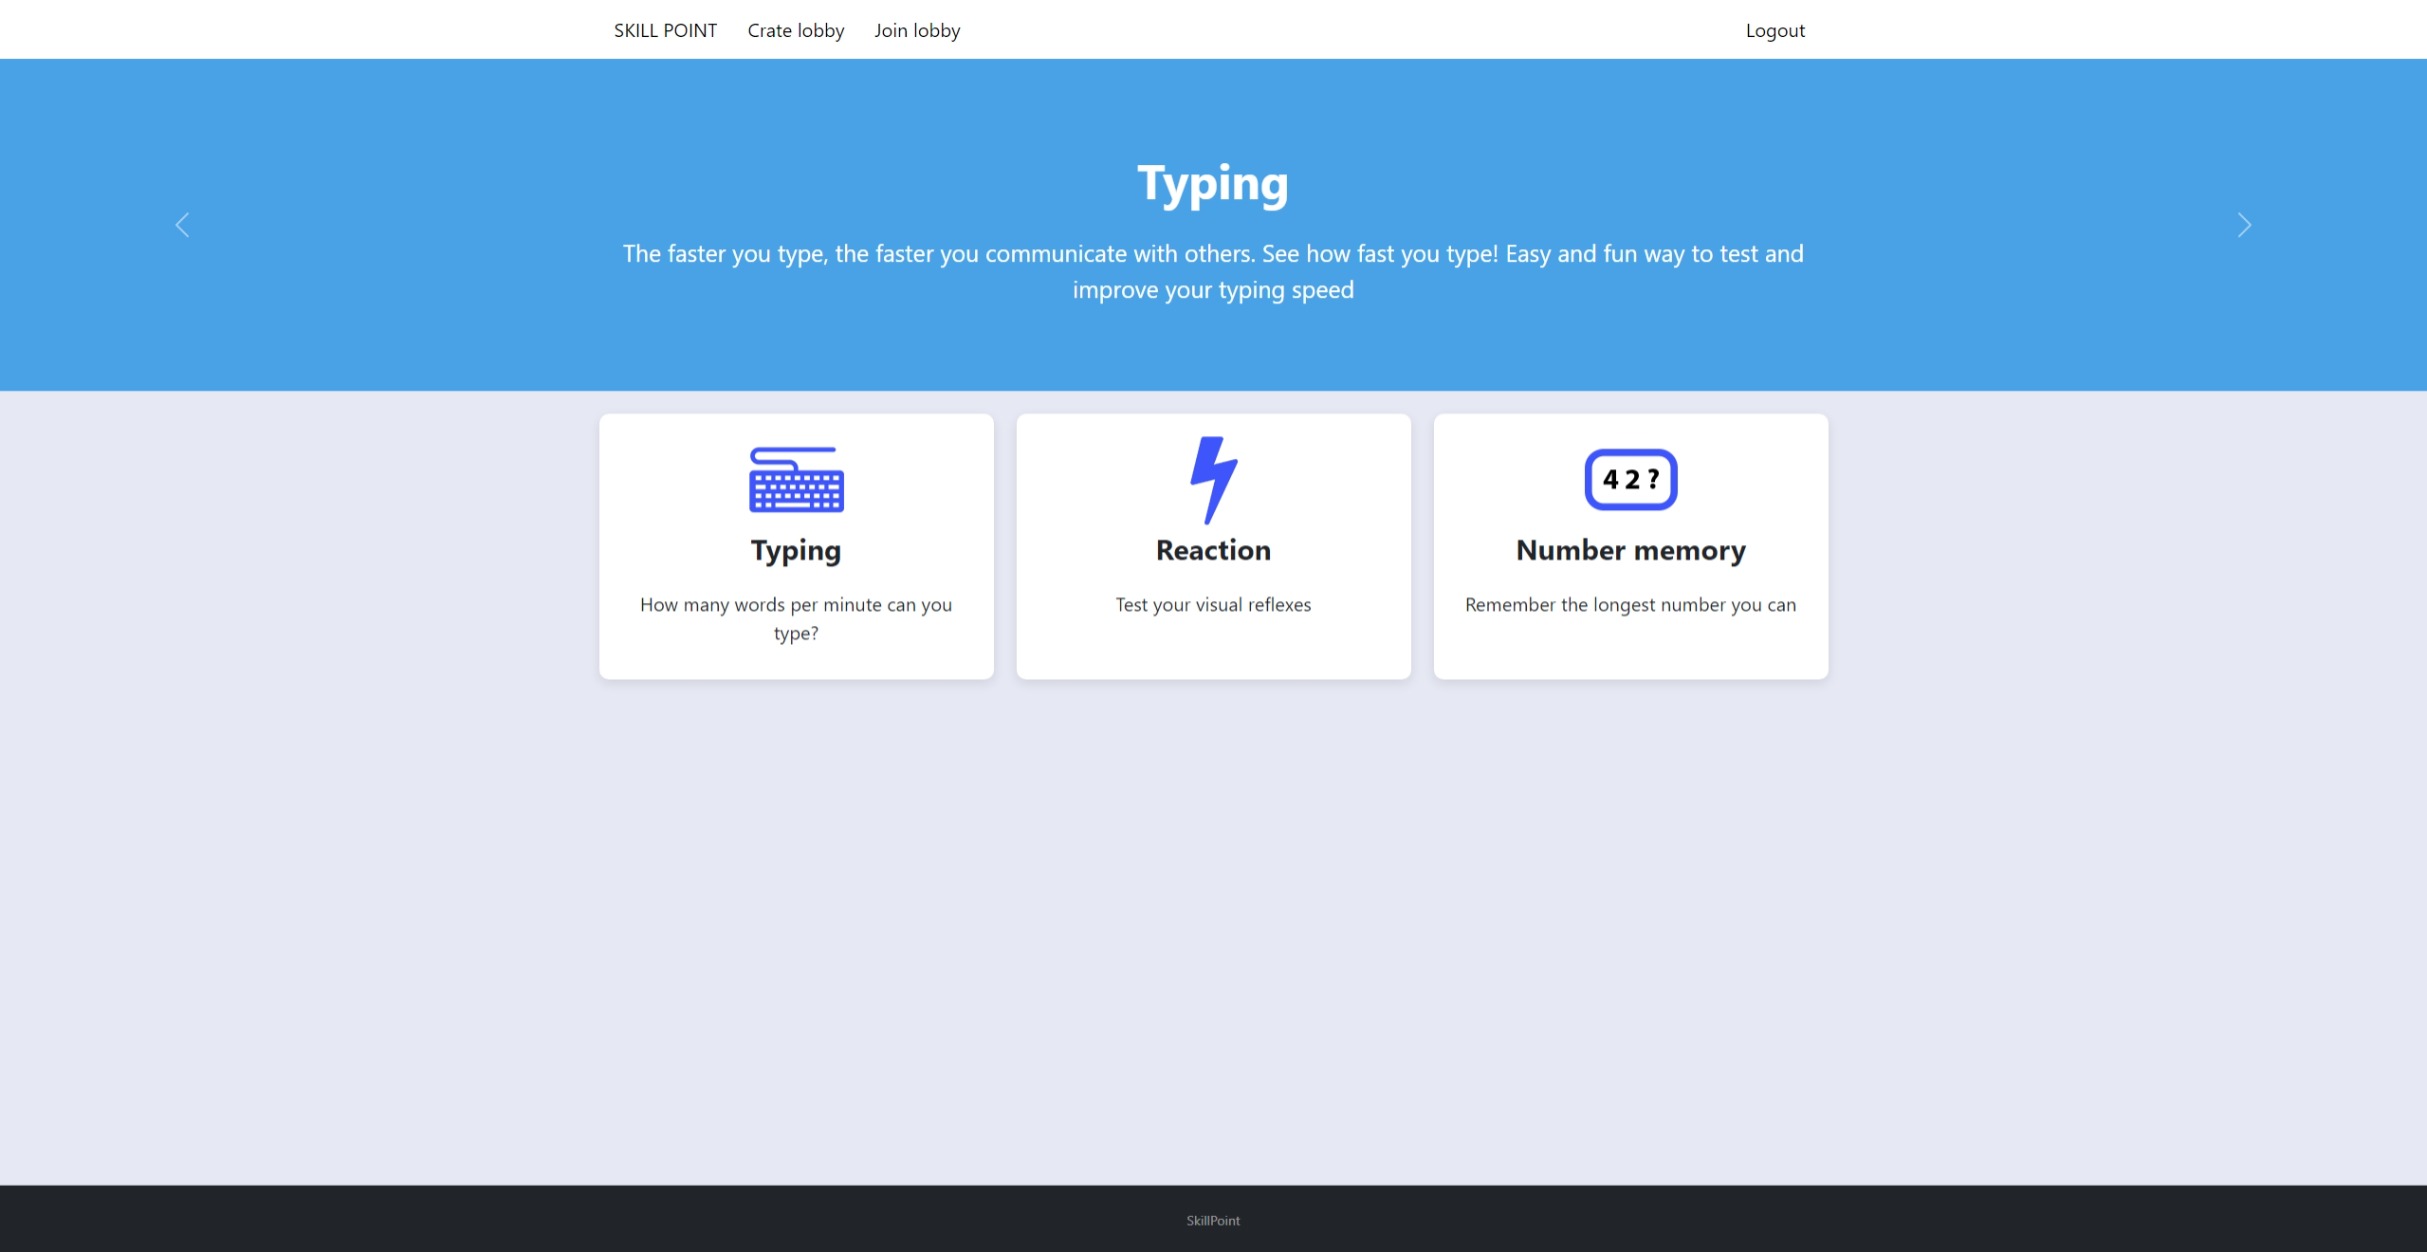 SKILL POINT Crate lobby Join lobby Logout
Typing
The faster you type, the faster you communicate with others. See how fast you type! Easy and fun way to test and
improve your typing speed
4 2 ?
Typing
Reaction
Number memory
How many words per minute can you
type?
Test your visual reflexes
Remember the longest number you can
SkillPoint